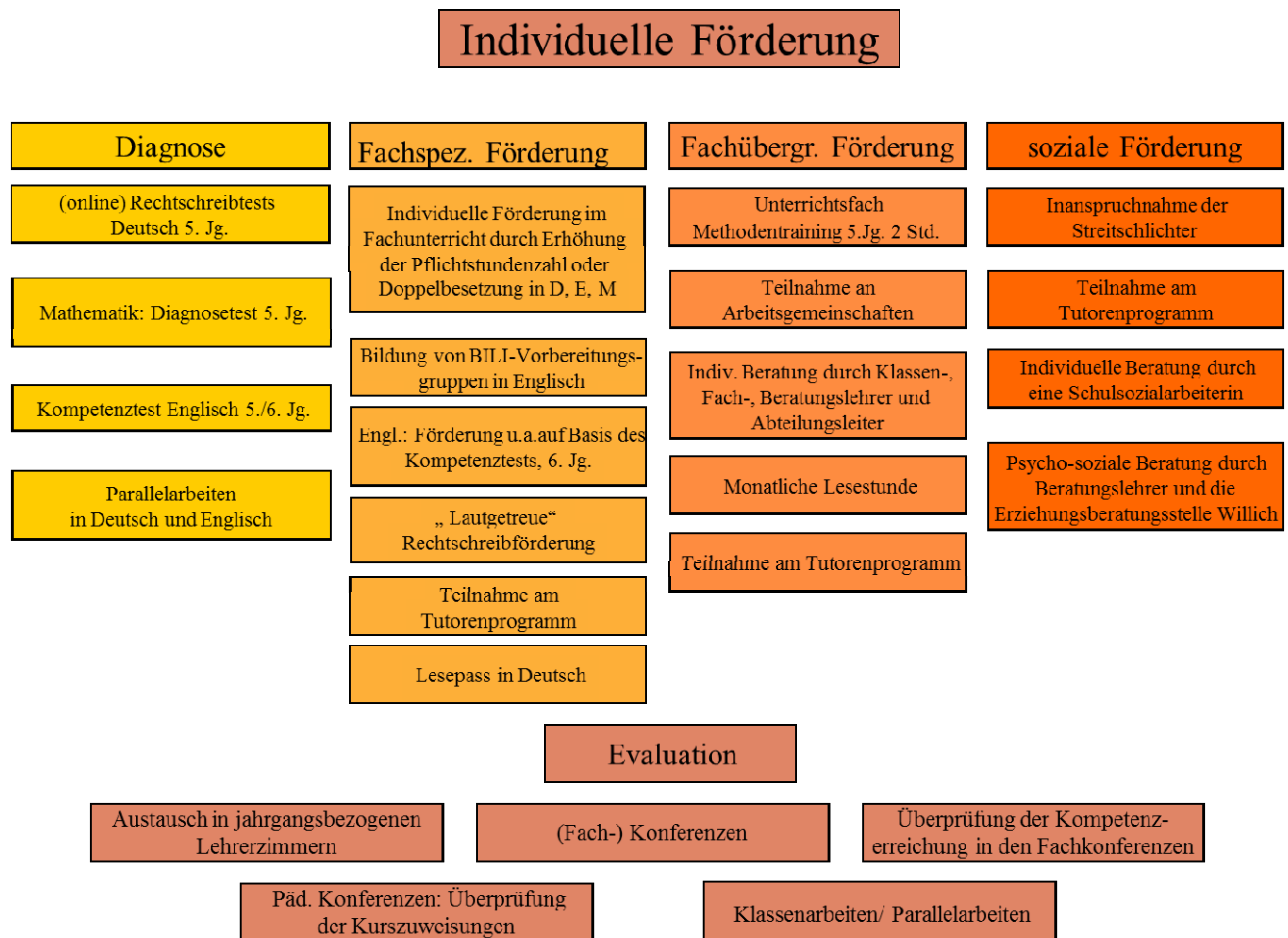 Individuelle Förderung
Diagnose
(online) Rechtschreibtests
Deutsch 5. Jg.
Mathematik: Diagnosetest 5. Jg.
Kompetenztest Englisch 5./6. Jg.
Parallelarbeiten
in Deutsch und Englisch
Fachspez. Förderung
Individuelle Förderung im
Fachunterricht durch Erhöhung
der Pflichtstundenzahl oder
Doppelbesetzung in D, E, M
Bildung von BILI-Vorbereitungs-
gruppen in Englisch
Engl.: Förderung u.a.auf Basis des
Kompetenztests, 6. Jg.
„ Lautgetreue“
Rechtschreibförderung
Teilnahme am
Tutorenprogramm
Lesepass in Deutsch
Fachübergr. Förderung
Unterrichtsfach
Methodentraining 5.Jg. 2 Std.
Teilnahme an
Arbeitsgemeinschaften
Indiv. Beratung durch Klassen-,
Fach-, Beratungslehrer und
Abteilungsleiter
Monatliche Lesestunde
Teilnahme am Tutorenprogramm
soziale Förderung
Inanspruchnahme der
Streitschlichter
Teilnahme am
Tutorenprogramm
Individuelle Beratung durch
eine Schulsozialarbeiterin
Psycho-soziale Beratung durch
Beratungslehrer und die
Erziehungsberatungsstelle Willich
Evaluation
Austausch in jahrgangsbezogenen
Lehrerzimmern
(Fach-) Konferenzen
Überprüfung der Kompetenz-
erreichung in den Fachkonferenzen
Päd. Konferenzen: Überprüfung
der Kurszuweisungen
Klassenarbeiten/ Parallelarbeiten